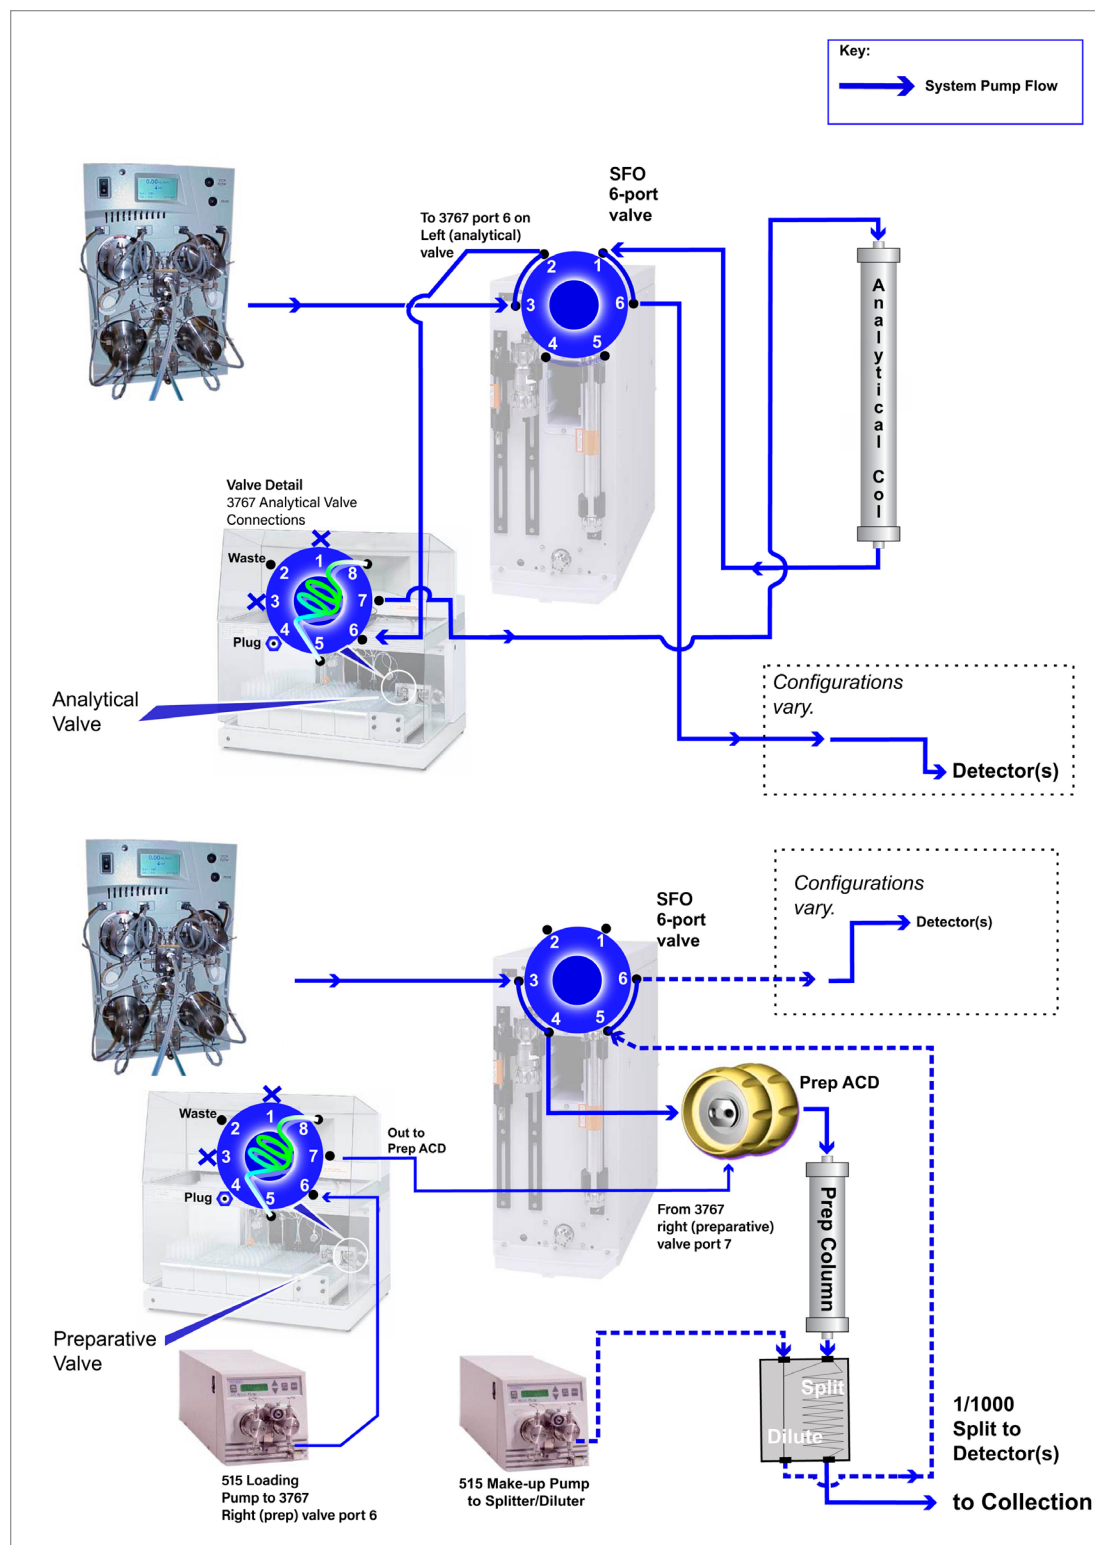 Key:
System Pump Flow
SFO
6-port
valve
To 3767 port 6 on
Left (analytical)
valve
2
1
3
6
4
5
Analytical Col
Valve Detail
3767 Analytical Valve
Connections
Waste
1
2
8
3
7
4
6
5
Plug
Analytical
Valve
Configurations
vary.
Detector(s)
SFO
6-port
valve
2
1
3
6
4
5
Configurations
vary.
Detector(s)
Prep ACD
Waste
1
2
8
3
7
4
6
5
Plug
Out to
Prep ACD
From 3767
right (preparative)
valve port 7
Prep Column
Preparative
Valve
Split
Dilute
1/1000
Split to
Detector(s)
to Collection
515 Loading
Pump to 3767
Right (prep) valve port 6
515 Make-up Pump
to Splitter/Diluter